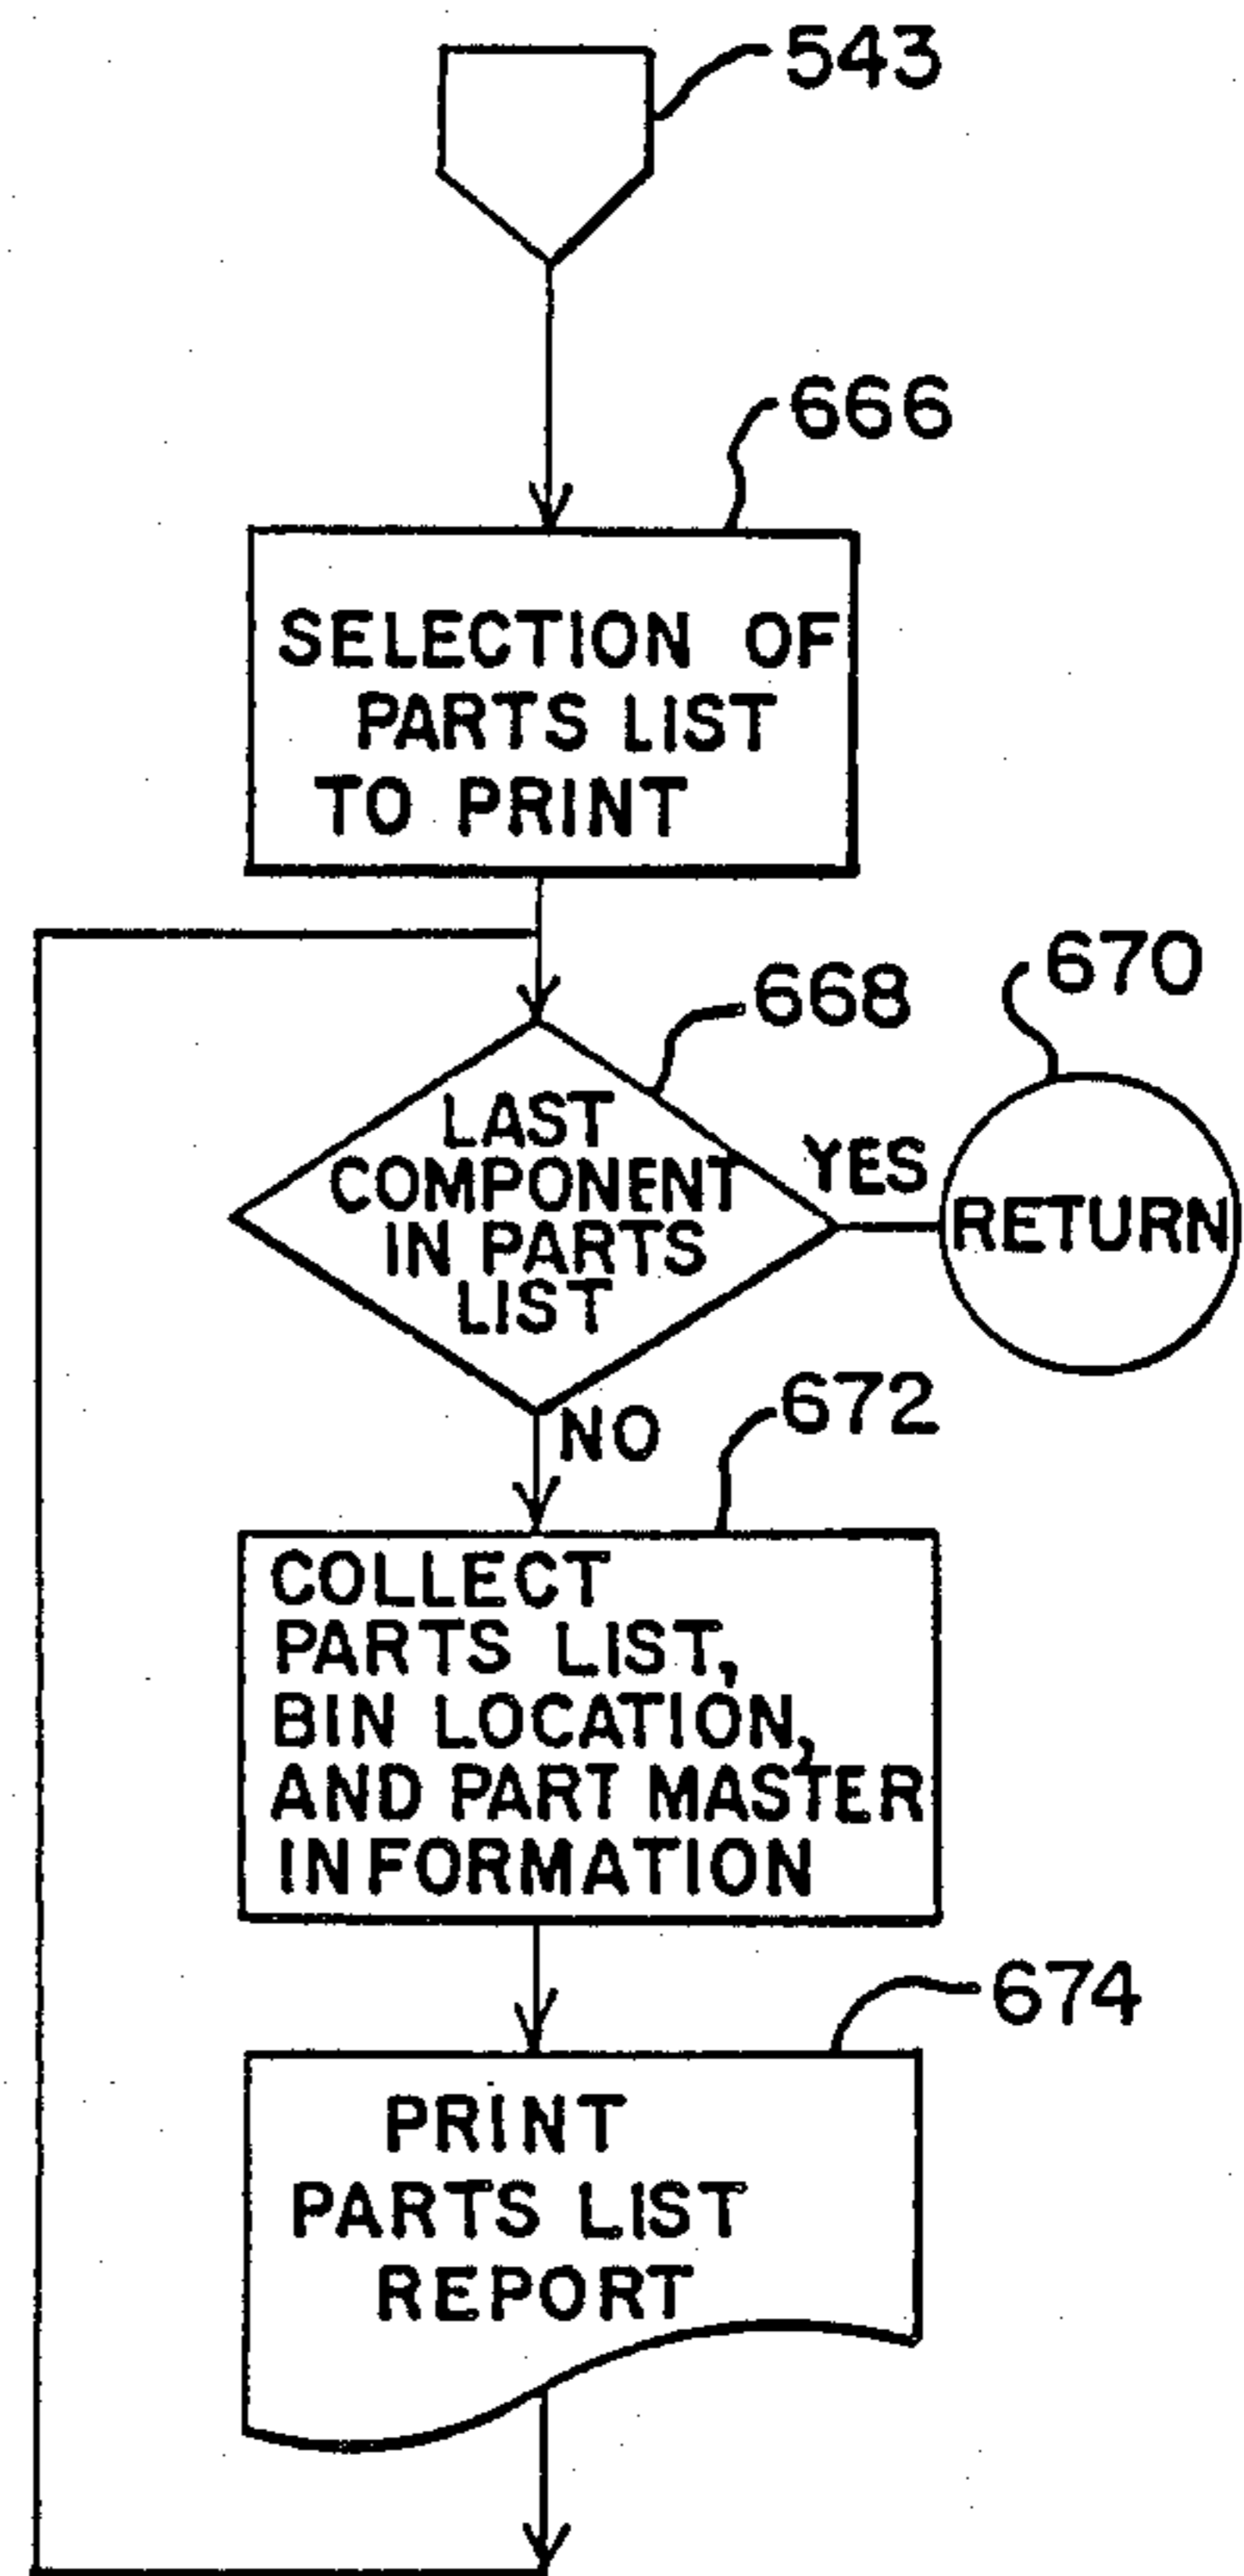 543
666
SELECTION OF
PARTS LIST
TO PRINT
668
670
LAST
COMPONENT
IN PARTS
LIST
YES
RETURN
NO
672
COLLECT
PARTS LIST,
BIN LOCATION,
AND PART MASTER
INFORMATION
674
PRINT
PARTS LIST
REPORT